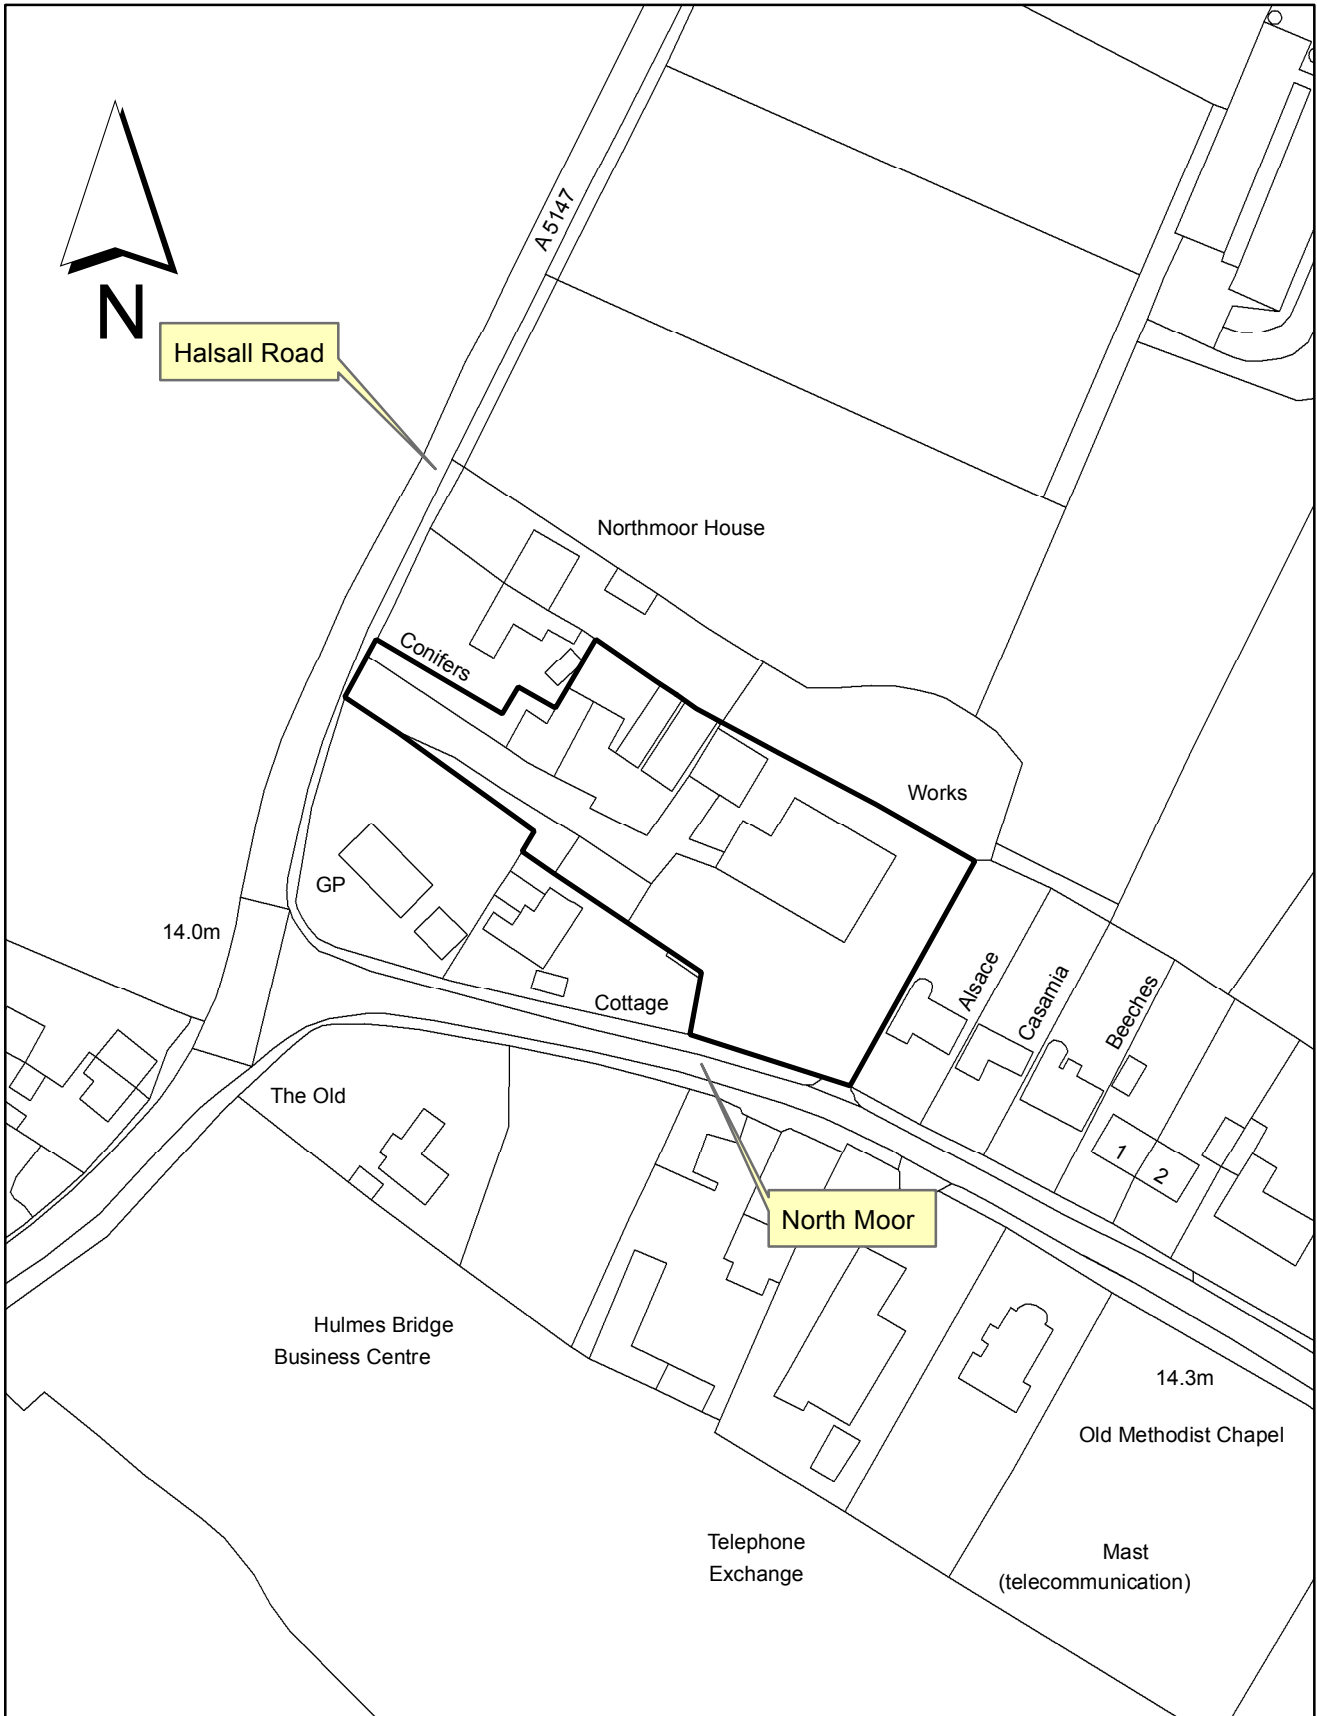 A 5147
N
Halsall Road
Northmoor House
Conifers
Works
GP
14.0m
Alsace
Casamia
Beeches
Cottage
The Old
1
2
North Moor
Hulmes Bridge
Business Centre
14.3m
Old Methodist Chapel
Telephone
Exchange
Mast
(telecommunication)